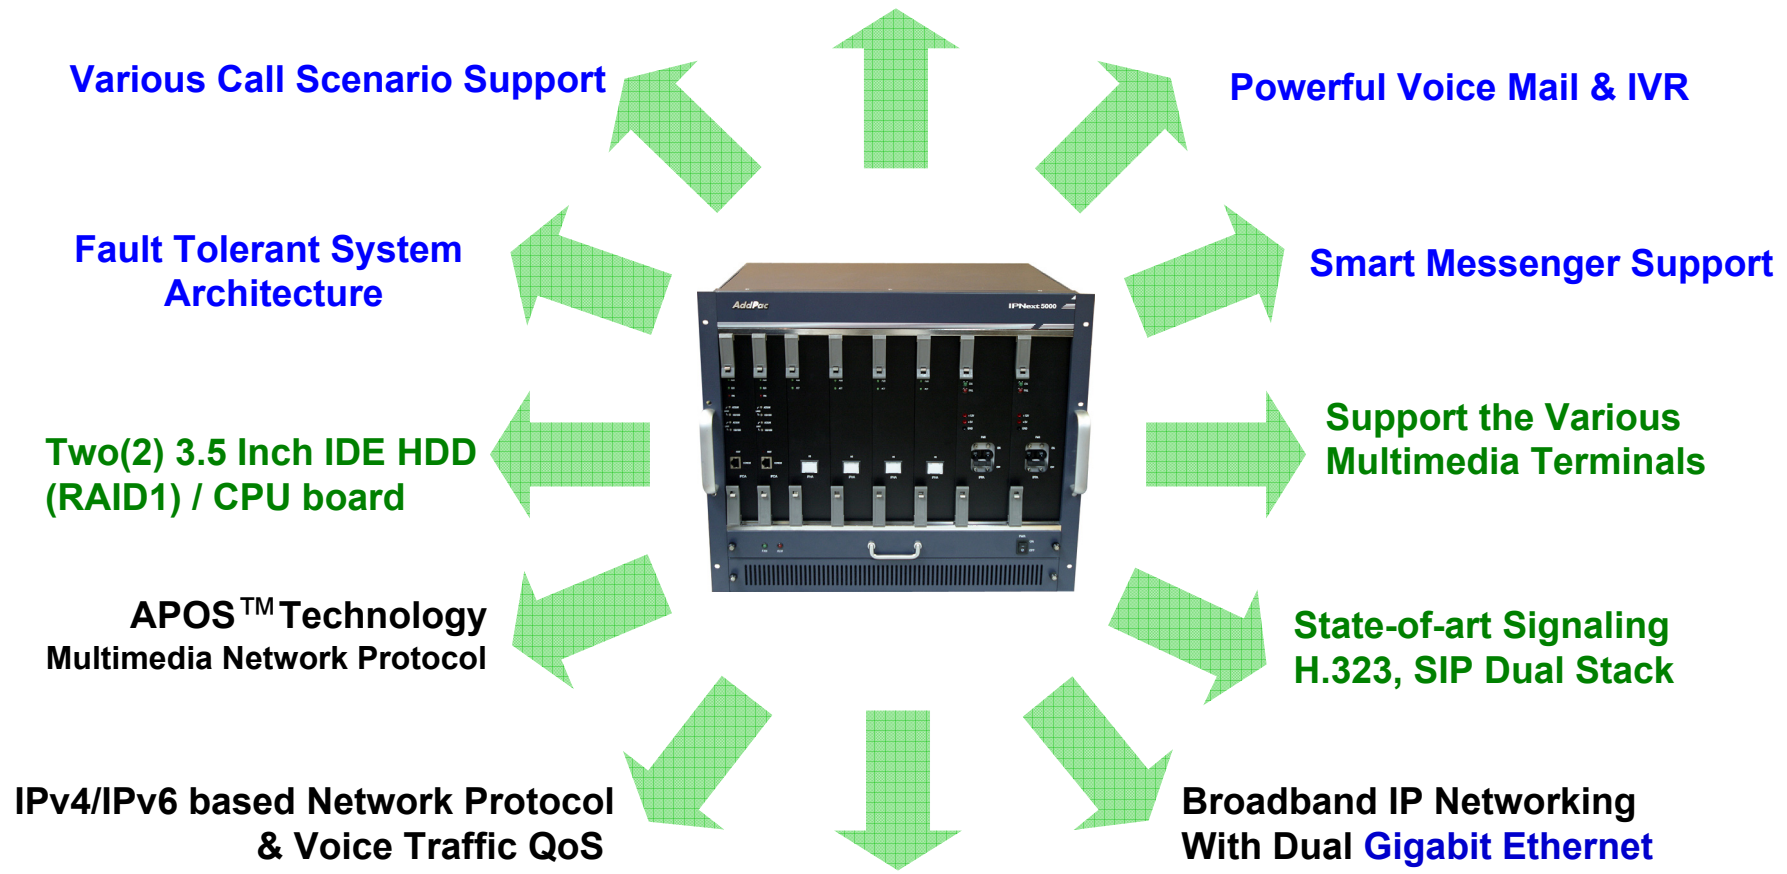 Various Call Scenario Support
Powerful Voice Mail & IVR
Fault Tolerant System
Architecture
Smart Messenger Support
AddPac
IPNext 5000
Two(2) 3.5 Inch IDE HDD
(RAID1) / CPU board
Support the Various
Multimedia Terminals
APOS™Technology
Multimedia Network Protocol
State-of-art Signaling
H.323, SIP Dual Stack
IPv4/IPv6 based Network Protocol
& Voice Traffic QoS
Broadband IP Networking
With Dual Gigabit Ethernet